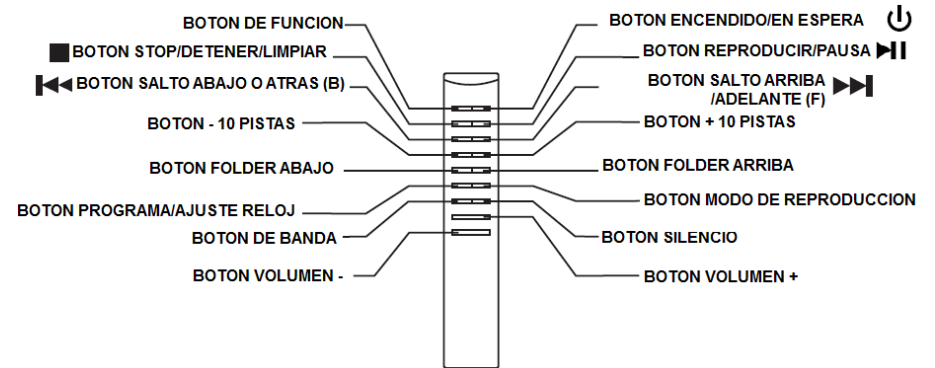 BOTON DE FUNCION
BOTON STOP/DETENER/LIMPIAR
BOTON SALTO ABAJO O ATRAS (B)
BOTON - 10 PISTAS
BOTON FOLDER ABAJO
BOTON PROGRAMA/AJUSTE RELOJ
BOTON DE BANDA
BOTON VOLUMEN -
BOTON ENCENDIDO/EN ESPERA
BOTON REPRODUCIR/PAUSA
BOTON SALTO ARRIBA
/ADELANTE (F)
BOTON + 10 PISTAS
BOTON FOLDER ARRIBA
BOTON MODO DE REPRODUCCION
BOTON SILENCIO
BOTON VOLUMEN +